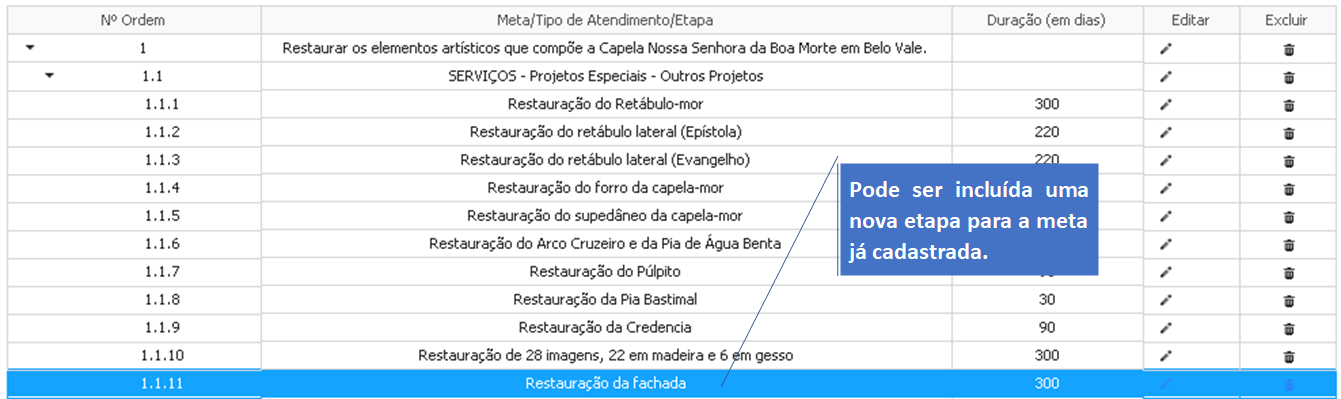 Nº Ordem Meta/Tipo de Atendimento/Etapa Duração (em dias) Editar Excluir
1 Restaurar os elementos artísticos que compõe a Capela Nossa Senhora da Boa Morte em Belo Vale.
1.1 SERVIÇOS - Projetos Especiais - Outros Projetos
1.1.1 Restauração do Retábulo-mor 300
1.1.2 Restauração do retábulo lateral (Epístola) 220
1.1.3 Restauração do retábulo lateral (Evangelho) 220
1.1.4 Restauração do forro da capela-mor
1.1.5 Restauração do supedâneo da capela-mor
1.1.6 Restauração do Arco Cruzeiro e da Pia de Água Benta
1.1.7 Restauração do Púlpito
1.1.8 Restauração da Pia Bastimal 30
1.1.9 Restauração da Credencia 90
1.1.10 Restauração de 28 imagens, 22 em madeira e 6 em gesso 300
1.1.11 Restauração da fachada 300
Pode ser incluída uma
nova etapa para a meta
já cadastrada.